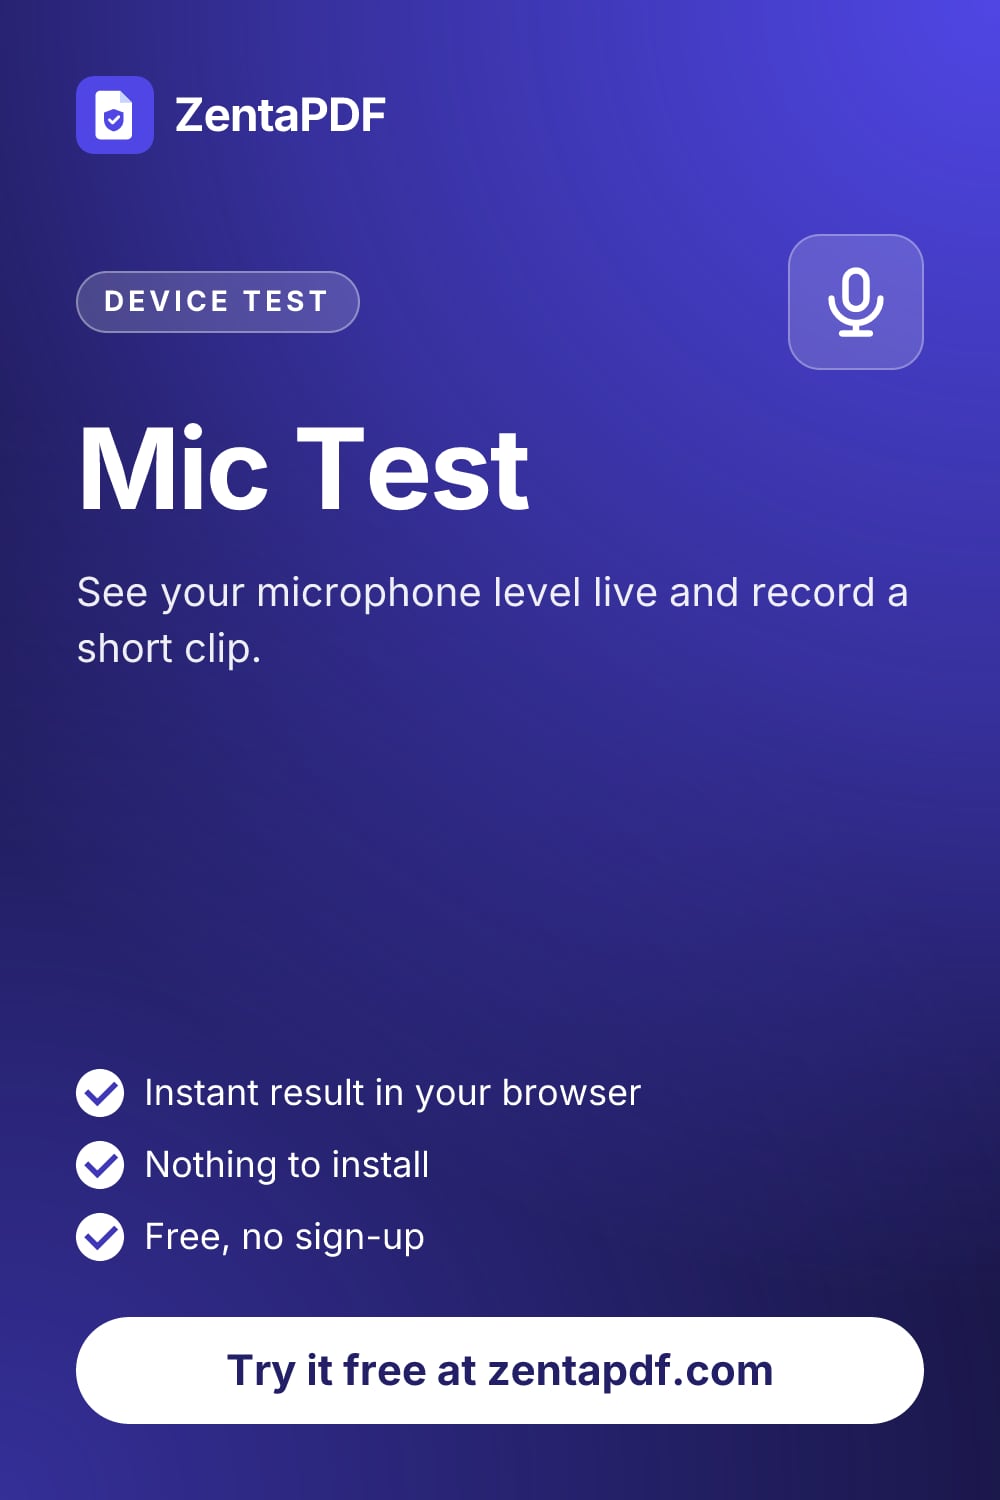 ZentaPDF
DEVICE TEST
Mic Test
See your microphone level live and record a
short clip.
Instant result in your browser
Nothing to install
Free, no sign-up
Try it free at zentapdf.com